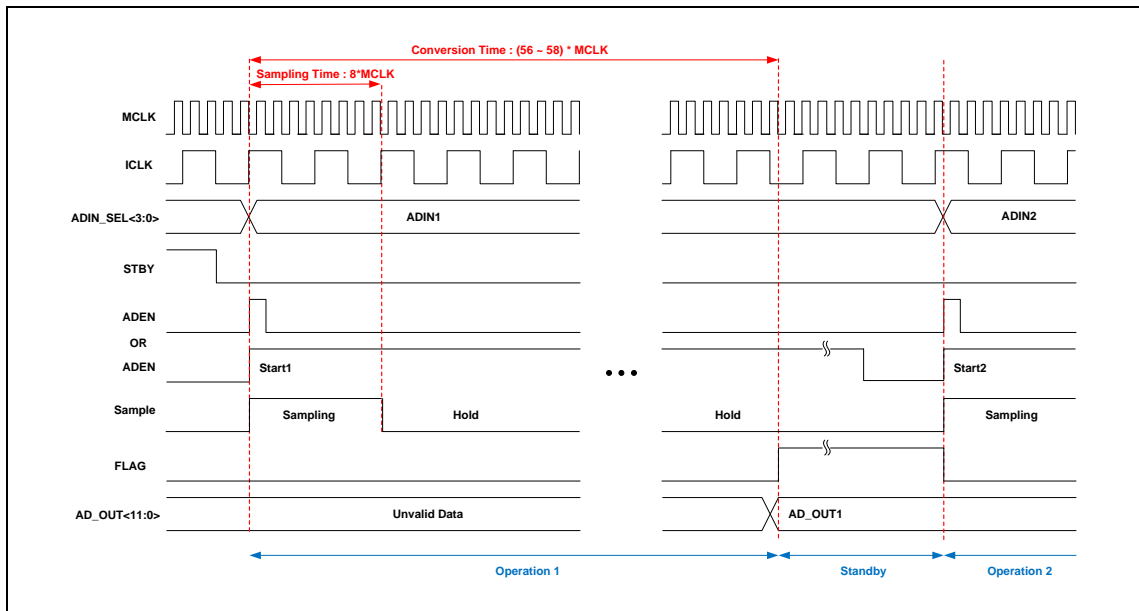 Conversion Time : (56 ~ 58) * MCLK
Sampling Time : 8*MCLK
MCLK
ICLK
ADIN_SEL<3:0>
ADIN1
ADIN2
STBY
ADEN
OR
ADEN
Start1
Start2
Sample
Sampling
Hold
Hold
Sampling
FLAG
AD_OUT<11:0>
Unvalid Data
AD_OUT1
Operation 1
Standby
Operation 2